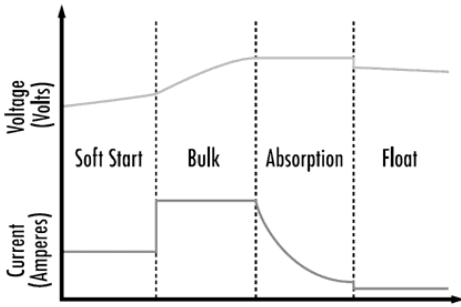 Voltage
(Volts)
Soft Start
Bulk
Absorption
Float
Current
(Amperes)